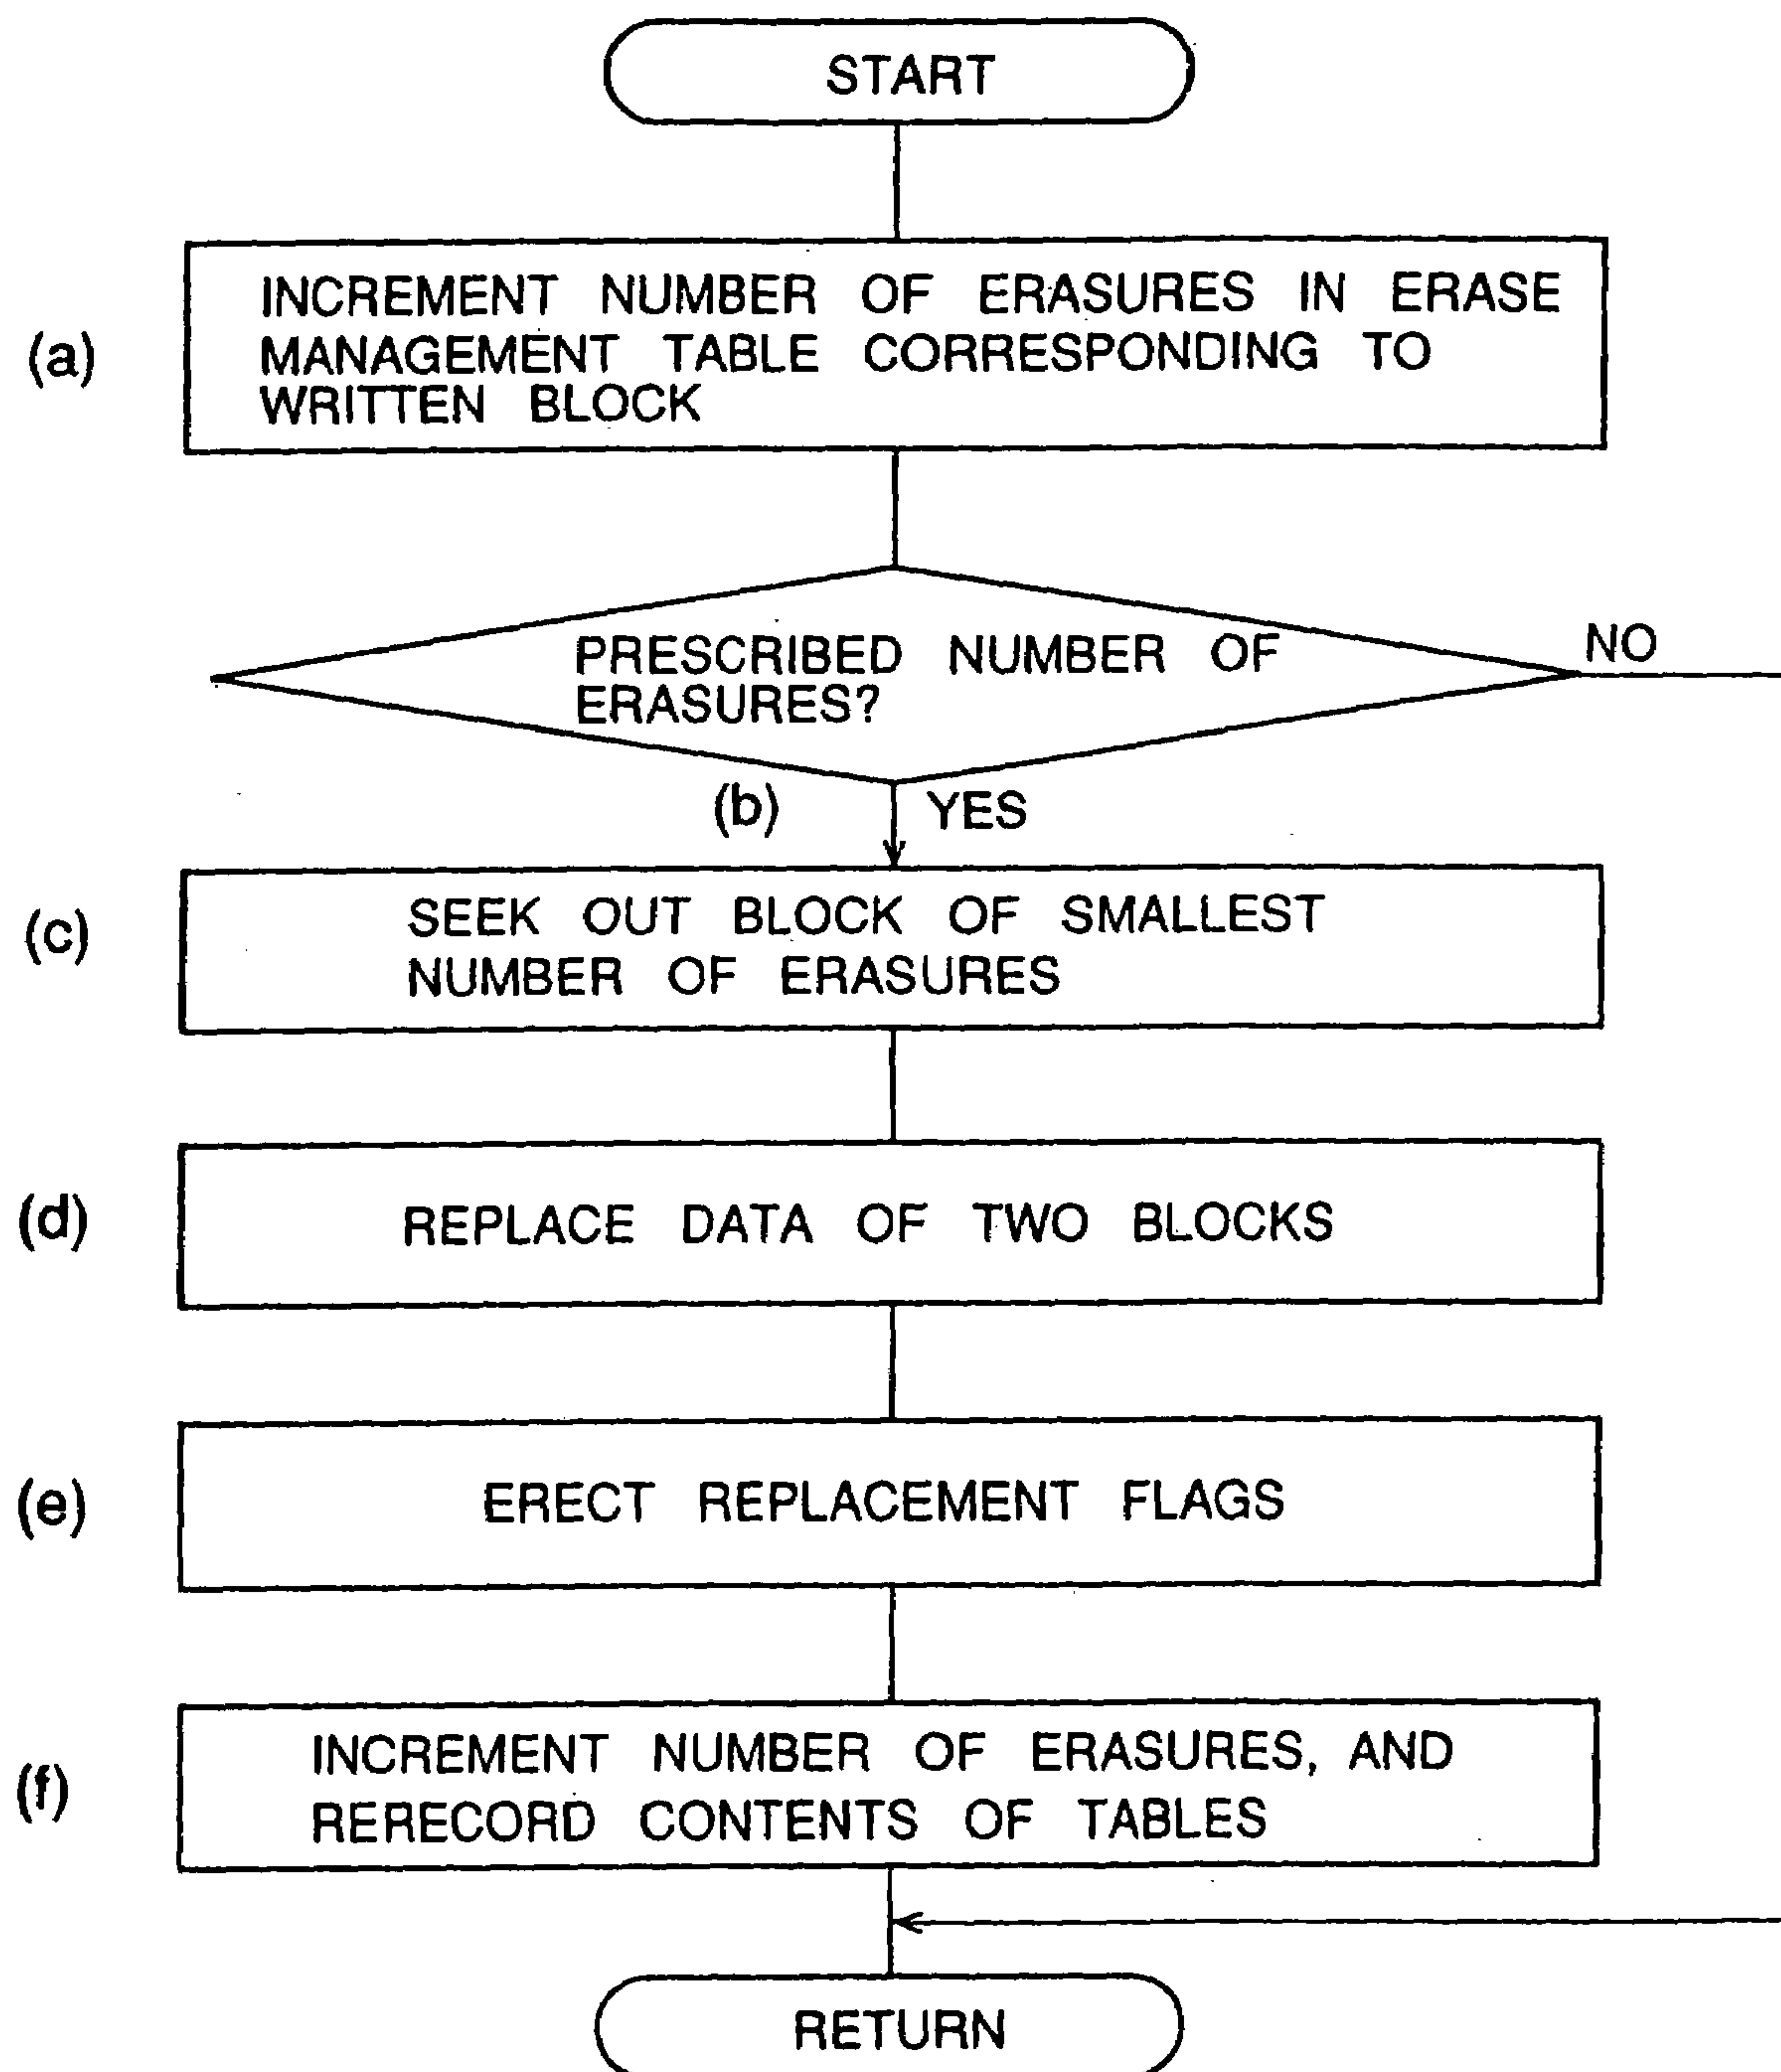 START
(a)
INCREMENT NUMBER OF ERASURES IN ERASE
MANAGEMENT TABLE CORRESPONDING TO
WRITTEN BLOCK
PRESCRIBED NUMBER OF
ERASURES?
NO
(b)
YES
(c)
SEEK OUT BLOCK OF SMALLEST
NUMBER OF ERASURES
(d)
REPLACE DATA OF TWO BLOCKS
(e)
ERECT REPLACEMENT FLAGS
(f)
INCREMENT NUMBER OF ERASURES, AND
RERECORD CONTENTS OF TABLES
RETURN